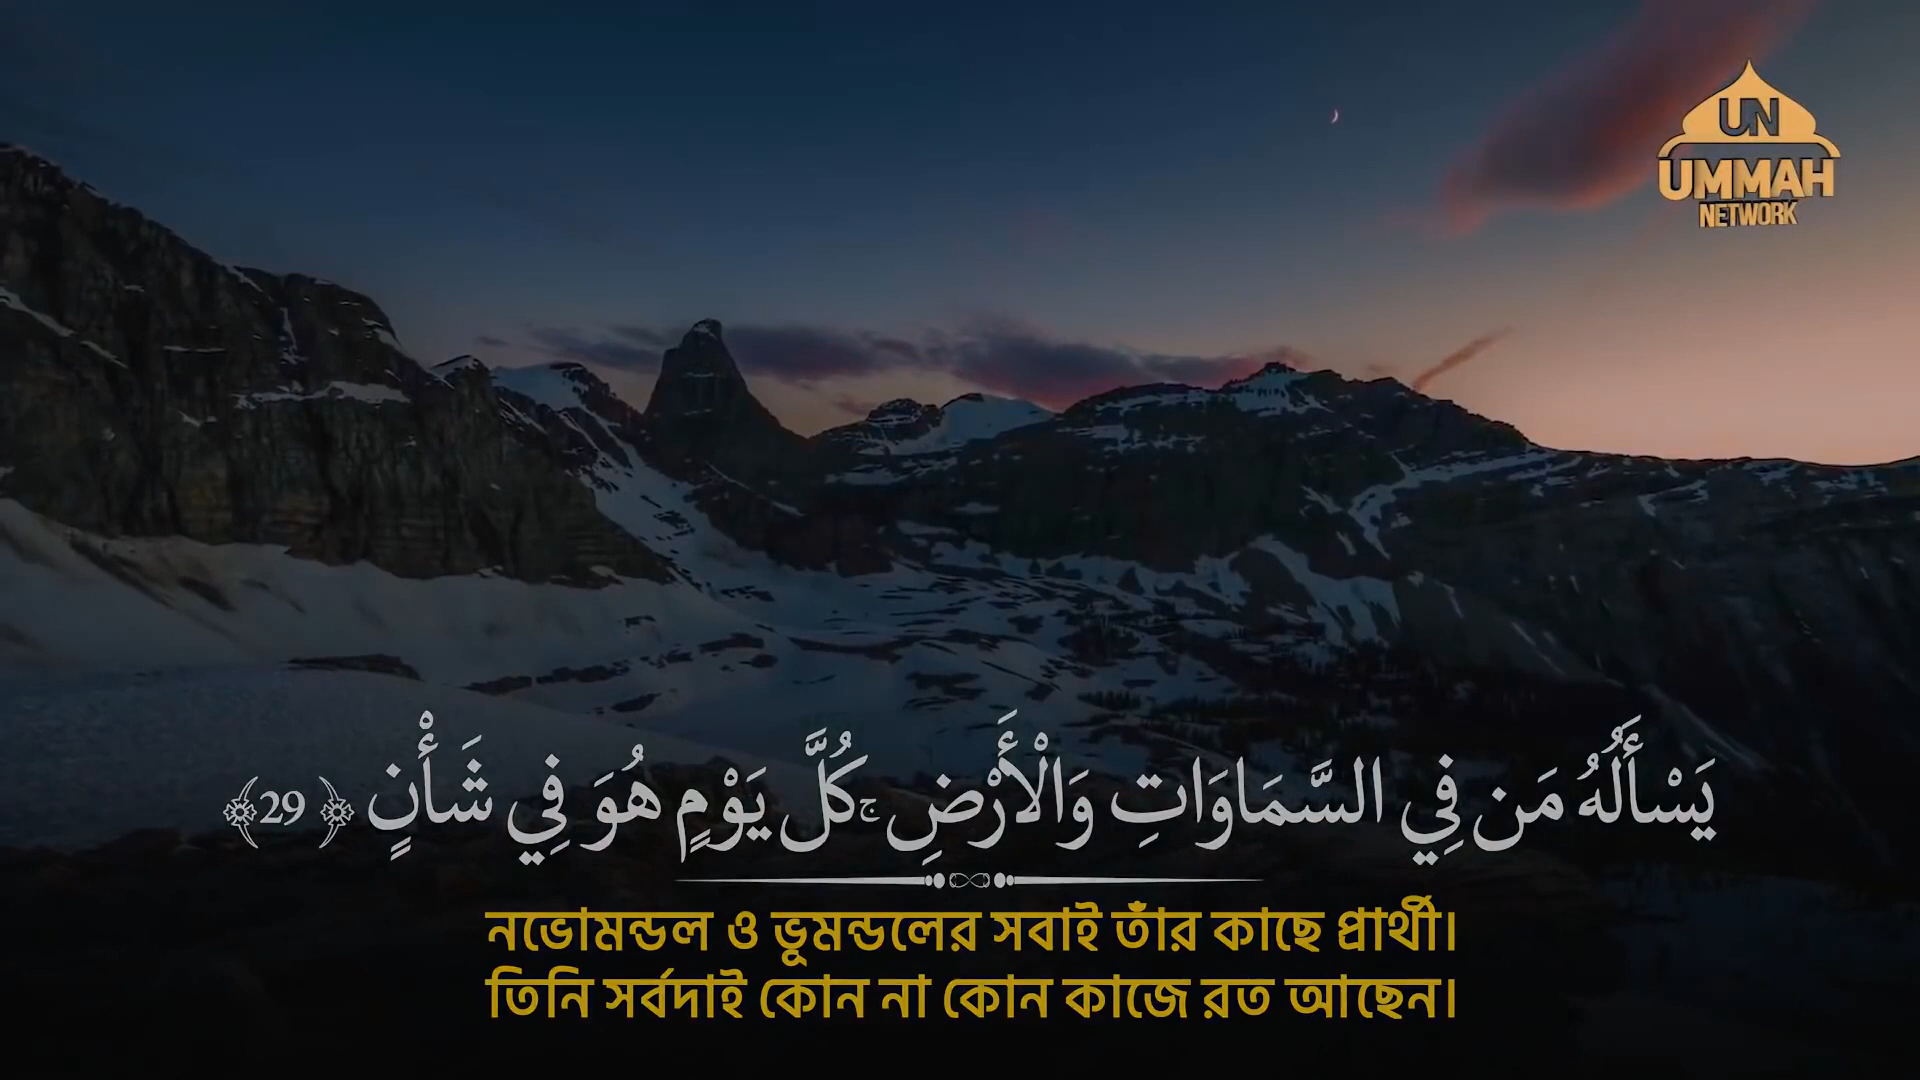 UN
UMMAH
NETWORK
يَسْأَلُهُ مَن فِي السَّمَاوَاتِ وَالْأَرْضِ ۚ كُلَّ يَوْمٍ هُوَ فِي شَأْنٍ ﴿29﴾
নভোমন্ডল ও ভুমন্ডলের সবাই তাঁর কাছে প্রার্থী।
তিনি সর্বদাই কোন না কোন কাজে রত আছেন।